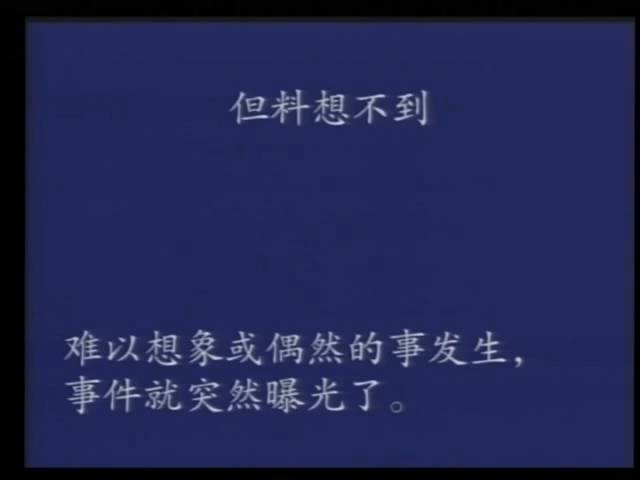 但料想不到
难以想象或偶然的事发生，
事件就突然曝光了。